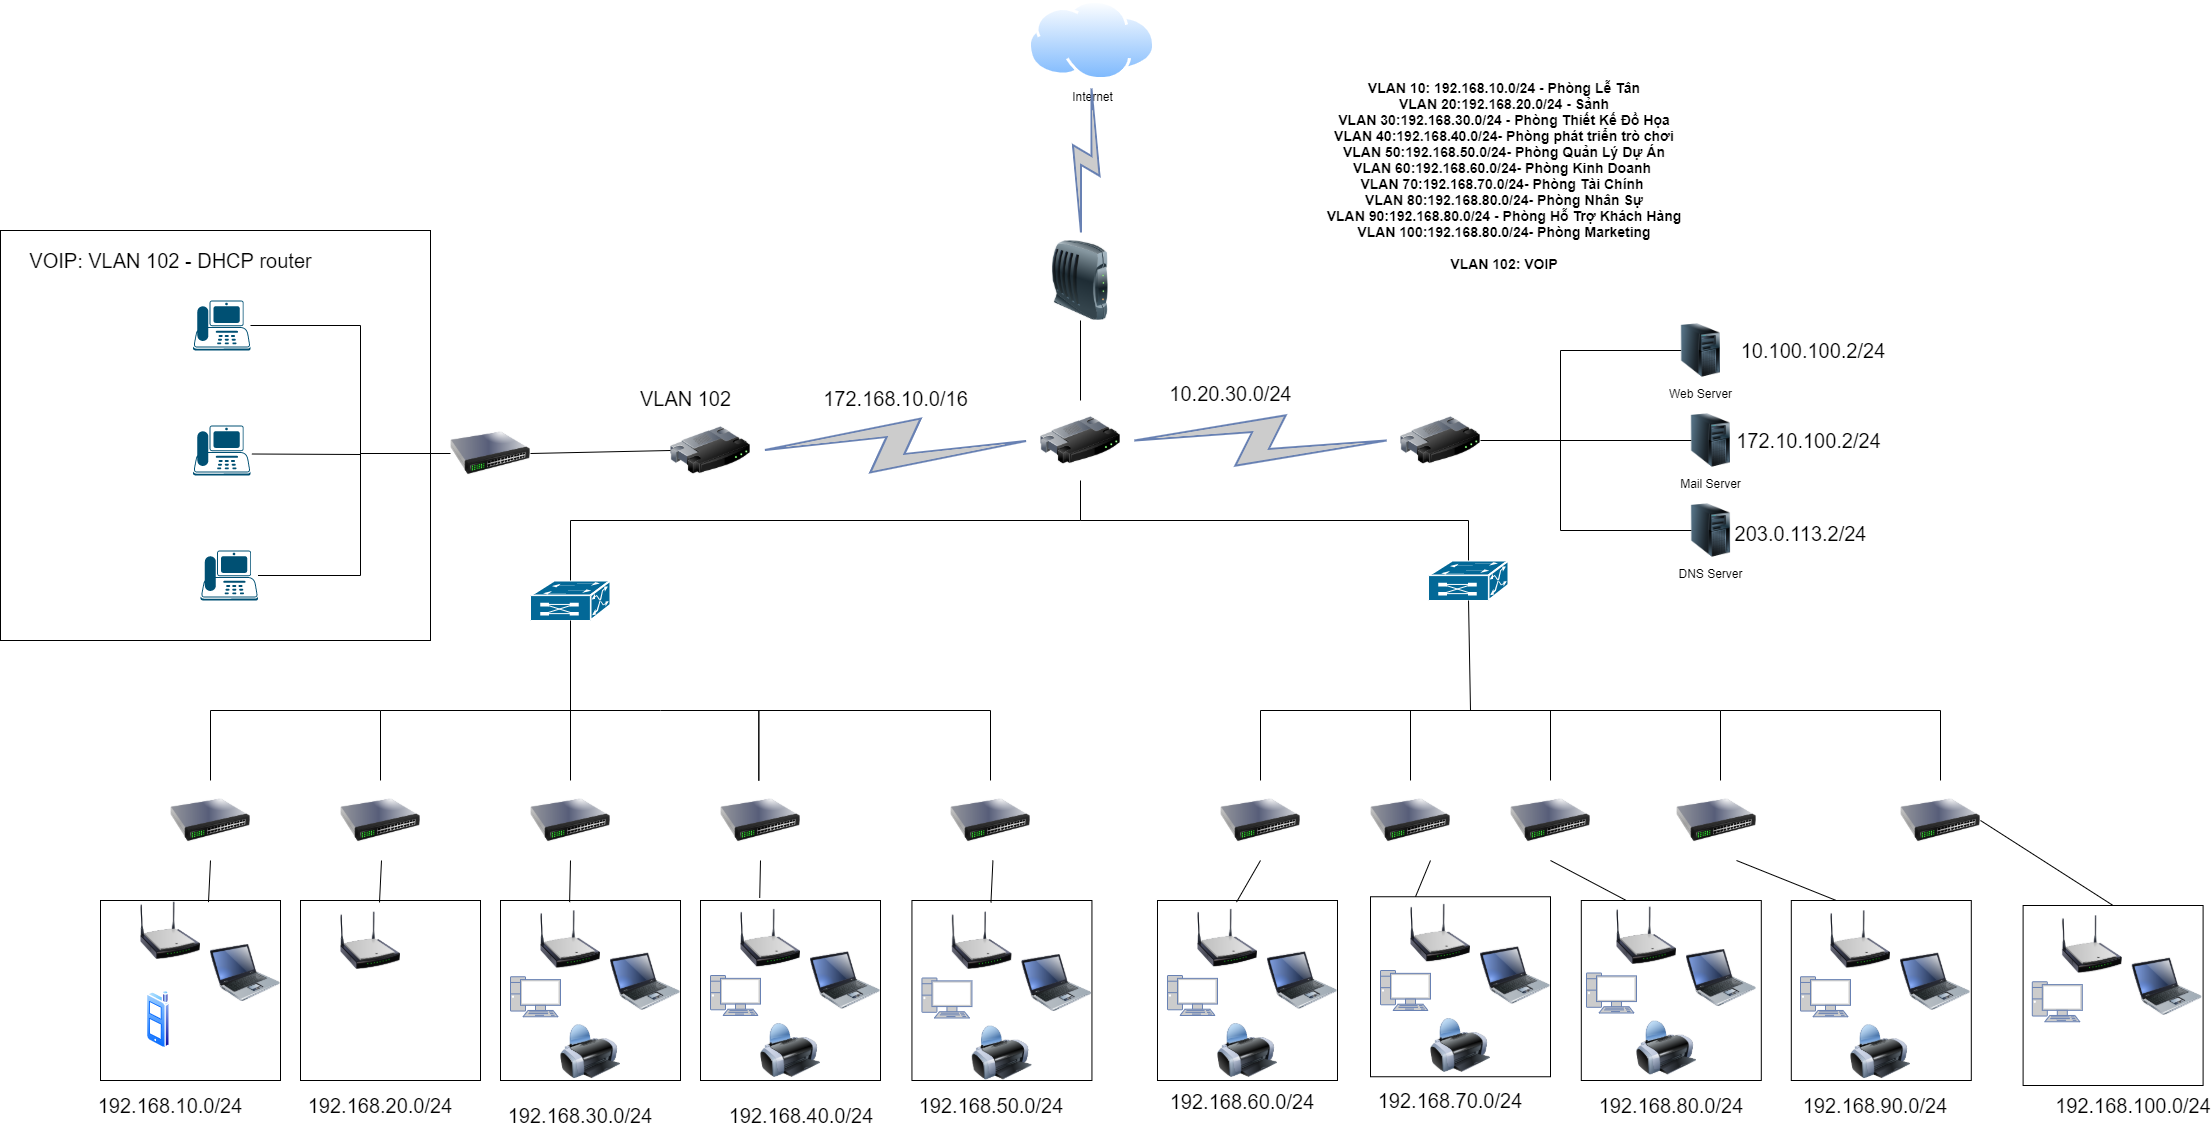 Internet
VLAN 10: 192.168.10.0/24 - Phòng Lễ Tân
VLAN 20:192.168.20.0/24 - Sảnh
VLAN 30:192.168.30.0/24 - Phòng Thiết Kế Đồ Họa
VLAN 40:192.168.40.0/24- Phòng phát triển trò chơi
VLAN 50:192.168.50.0/24- Phòng Quản Lý Dự Án
VLAN 60:192.168.60.0/24- Phòng Kinh Doanh
VLAN 70:192.168.70.0/24- Phòng Tài Chính
VLAN 80:192.168.80.0/24- Phòng Nhân Sự
VLAN 90:192.168.80.0/24 - Phòng Hỗ Trợ Khách Hàng
VLAN 100:192.168.80.0/24- Phòng Marketing
VLAN 102: VOIP
VOIP: VLAN 102 - DHCP router
VLAN 102
172.168.10.0/16
10.20.30.0/24
10.100.100.2/24
Web Server
172.10.100.2/24
Mail Server
203.0.113.2/24
DNS Server
192.168.10.0/24
192.168.20.0/24
192.168.30.0/24
192.168.40.0/24
192.168.50.0/24
192.168.60.0/24
192.168.70.0/24
192.168.80.0/24
192.168.90.0/24
192.168.100.0/24